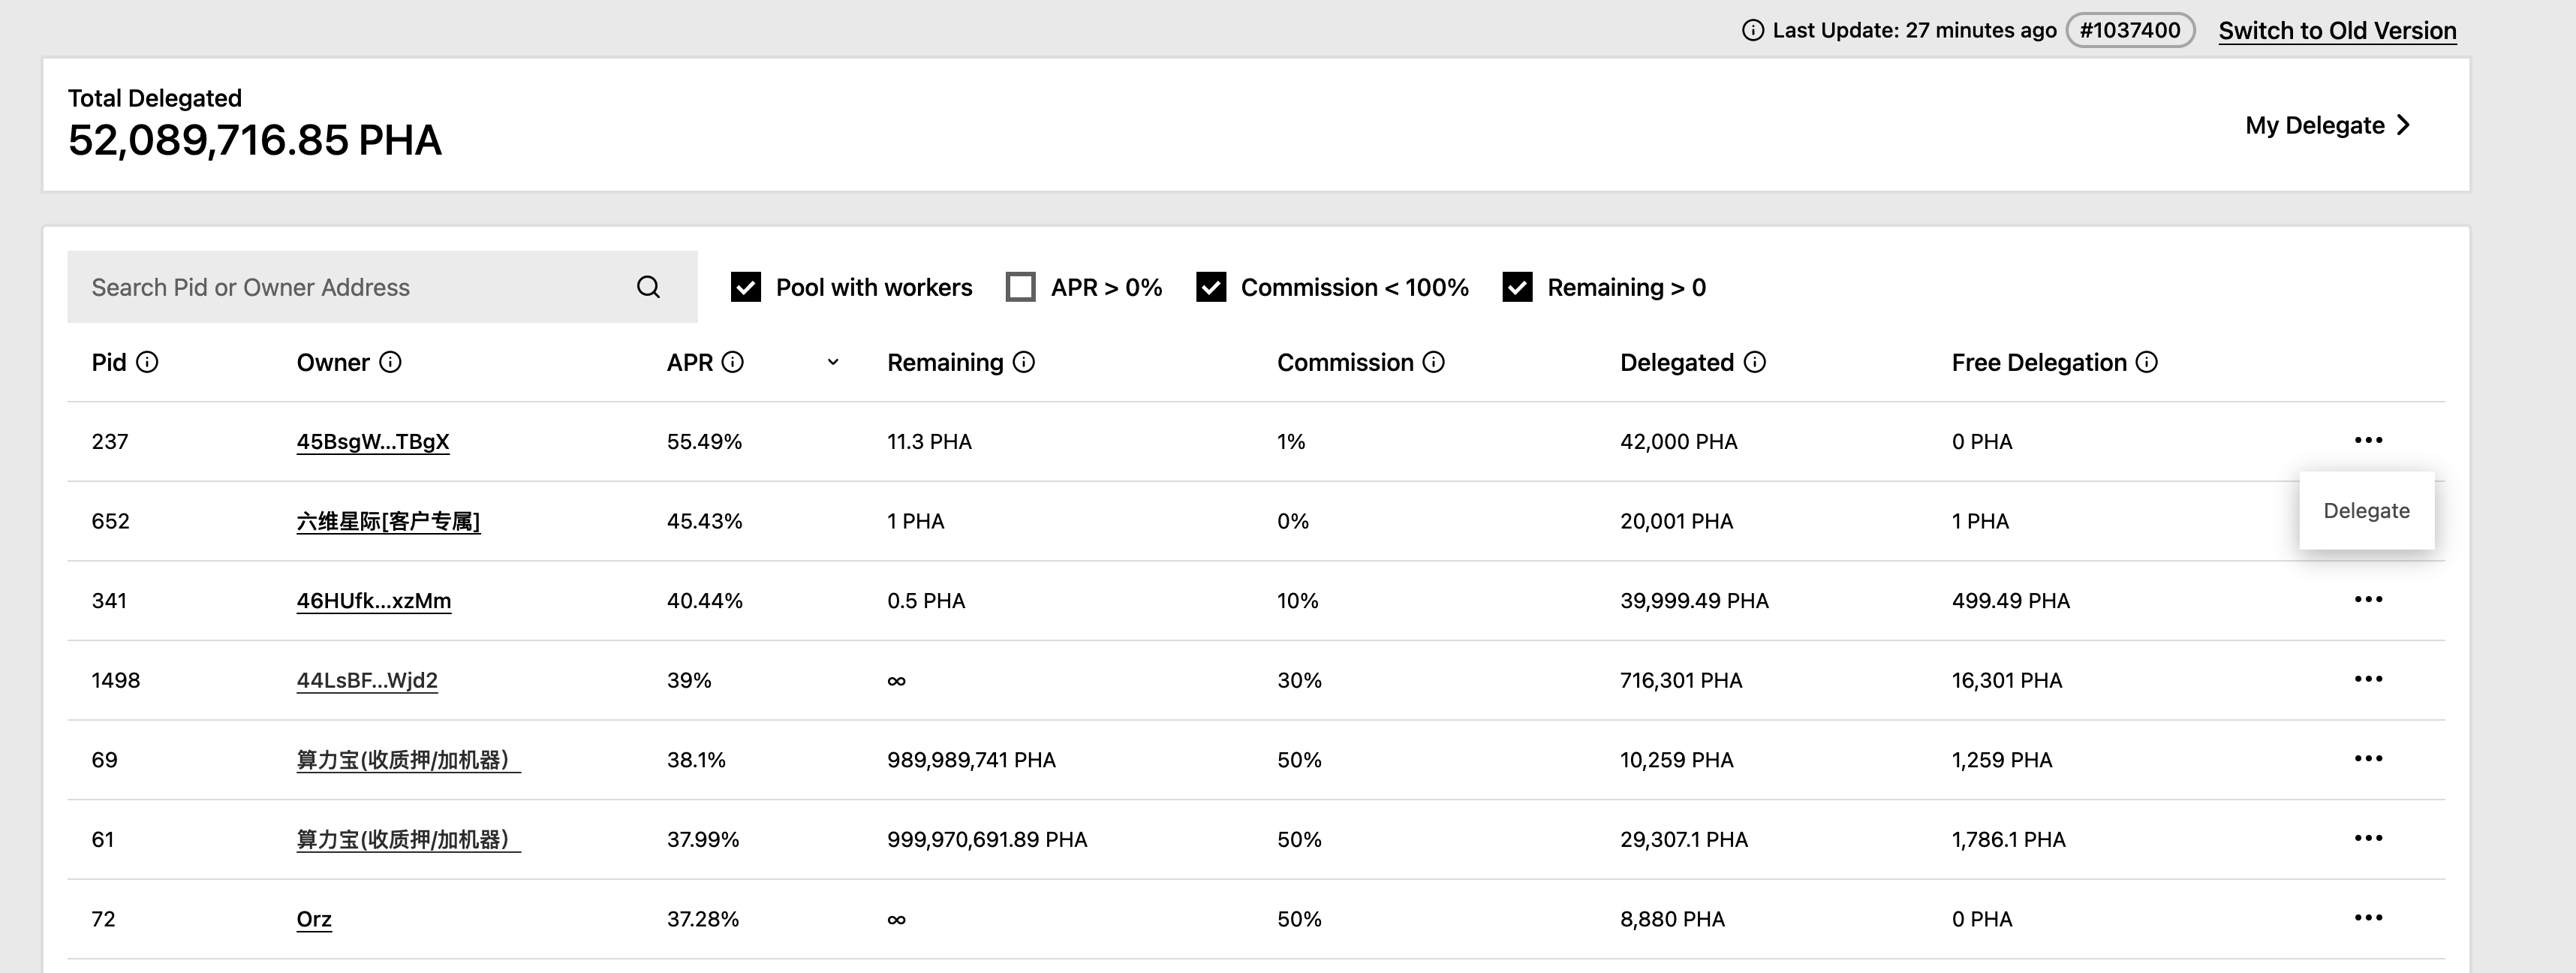 Last Update: 27 minutes ago #1037400 Switch to Old Version
Total Delegated
52,089,716.85 PHA
My Delegate
Search Pid or Owner Address
Pool with workers APR > 0% Commission < 100% Remaining > 0
Pid Owner APR Remaining Commission Delegated Free Delegation
237 45BsgW...TBgX 55.49% 11.3 PHA 1% 42,000 PHA 0 PHA
652 六维星际[客户专属] 45.43% 1 PHA 0% 20,001 PHA 1 PHA
Delegate
341 46HUfk...xzMm 40.44% 0.5 PHA 10% 39,999.49 PHA 499.49 PHA
1498 44LsBF...Wjd2 39% ∞ 30% 716,301 PHA 16,301 PHA
69 算力宝(收质押/加机器） 38.1% 989,989,741 PHA 50% 10,259 PHA 1,259 PHA
61 算力宝(收质押/加机器） 37.99% 999,970,691.89 PHA 50% 29,307.1 PHA 1,786.1 PHA
72 Orz 37.28% ∞ 50% 8,880 PHA 0 PHA